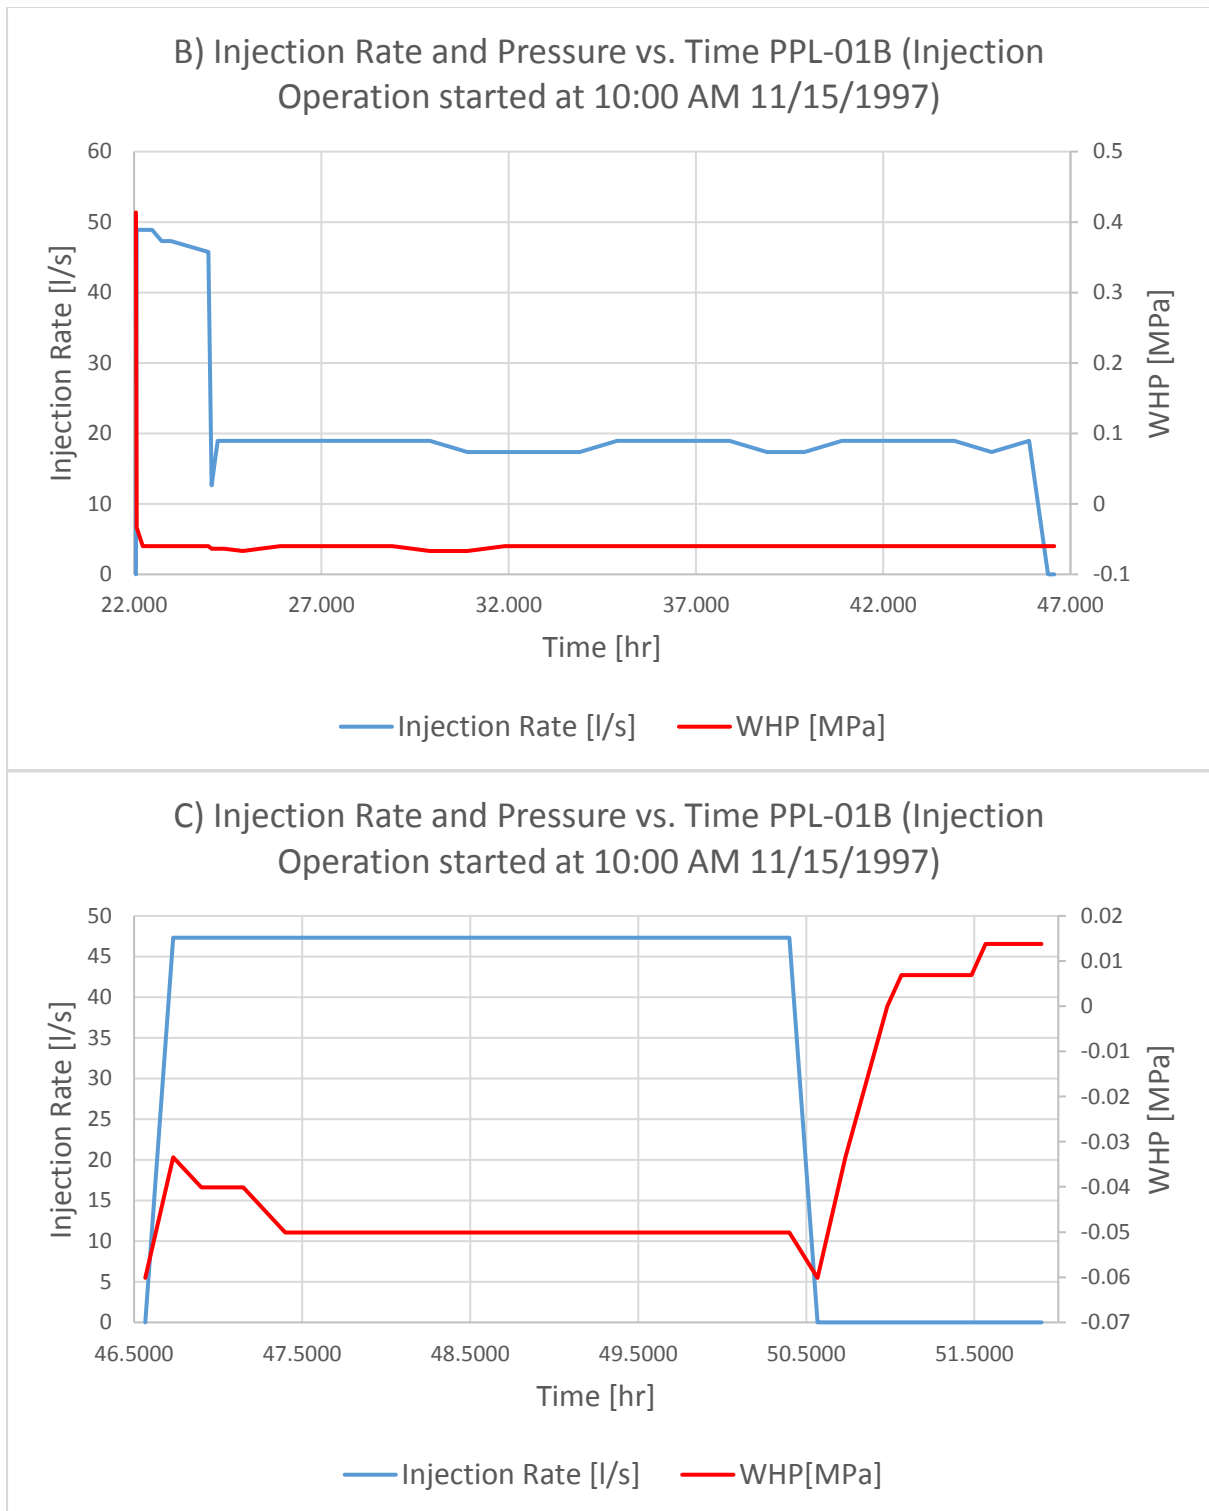 B) Injection Rate and Pressure vs. Time PPL-01B (Injection
Operation started at 10:00 AM 11/15/1997)
60
50
40
30
20
10
0
Injection Rate [l/s]
0.5
0.4
0.3
0.2
0.1
0
-0.1
WHP [MPa]
22.000 27.000 32.000 37.000 42.000 47.000
Time [hr]
Injection Rate [l/s] WHP [MPa]
C) Injection Rate and Pressure vs. Time PPL-01B (Injection
Operation started at 10:00 AM 11/15/1997)
50
45
40
35
30
25
20
15
10
5
0
Injection Rate [l/s]
0.02
0.01
0
-0.01
-0.02
-0.03
-0.04
-0.05
-0.06
-0.07
WHP [MPa]
46.5000 47.5000 48.5000 49.5000 50.5000 51.5000
Time [hr]
Injection Rate [l/s] WHP[MPa]